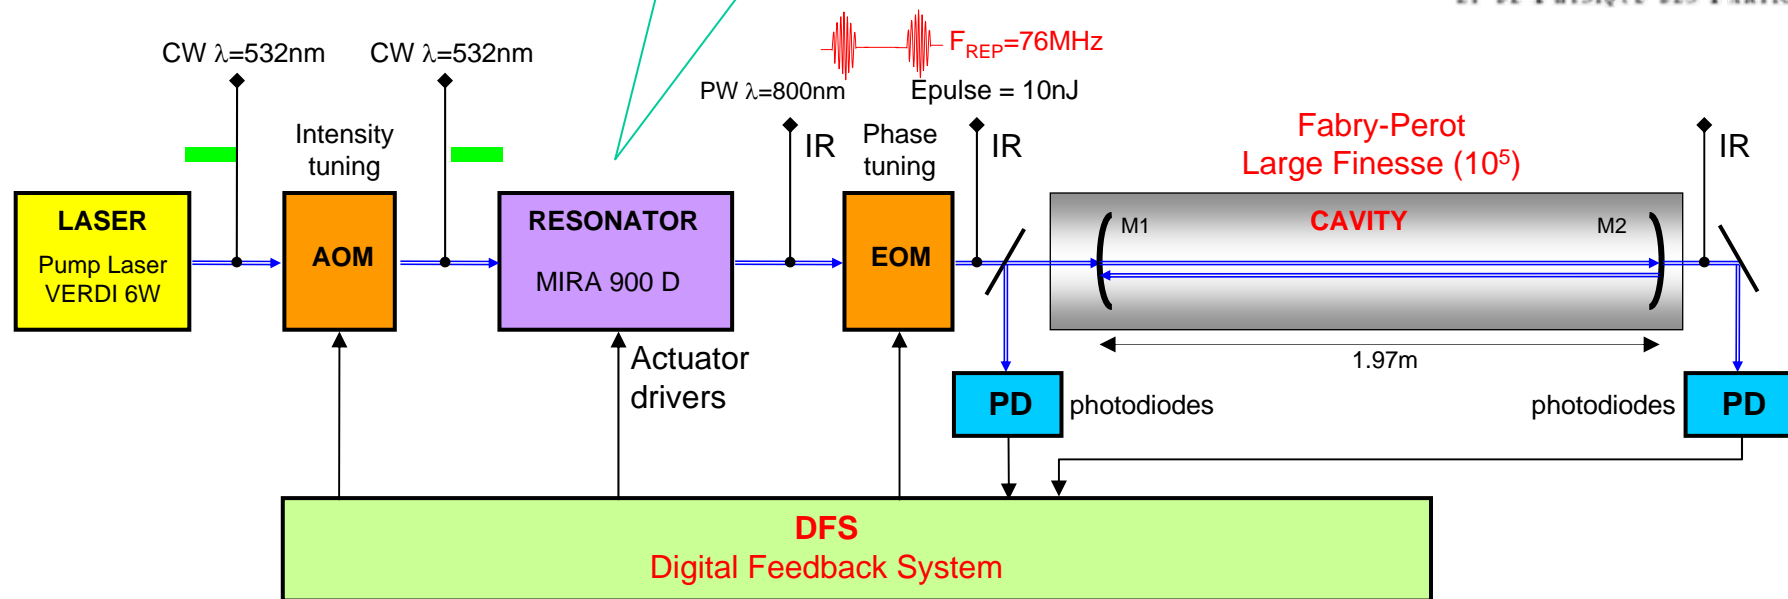 CW λ=532nm
CW λ=532nm
F_REP=76MHz
PW λ=800nm
Epulse = 10nJ
Intensity
tuning
IR
Phase
tuning
IR
Fabry-Perot
Large Finesse (10⁵)
IR
LASER
Pump Laser
VERDI 6W
AOM
RESONATOR
MIRA 900 D
EOM
M1
CAVITY
M2
1.97m
Actuator
drivers
PD
photodiodes
photodiodes
PD
DFS
Digital Feedback System